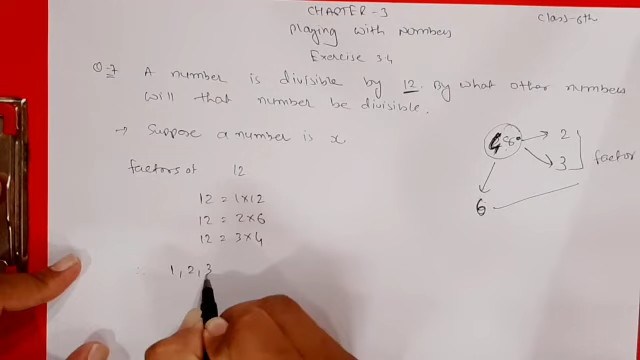 CHAPTER-3
Class-6th
Playing with Numbers
Exercise 3.4
Q-7 A number is divisible by 12. By what other numbers
will that number be divisible.
→ Suppose a number is x
factors of 12
12 = 1×12
12 = 2×6
12 = 3×4
1, 2, 3
2
3
factor
6